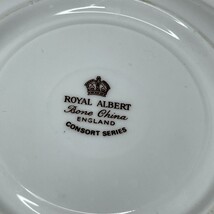 ROYAL ALBERT
Bone China
ENGLAND
CONSORT SERIES